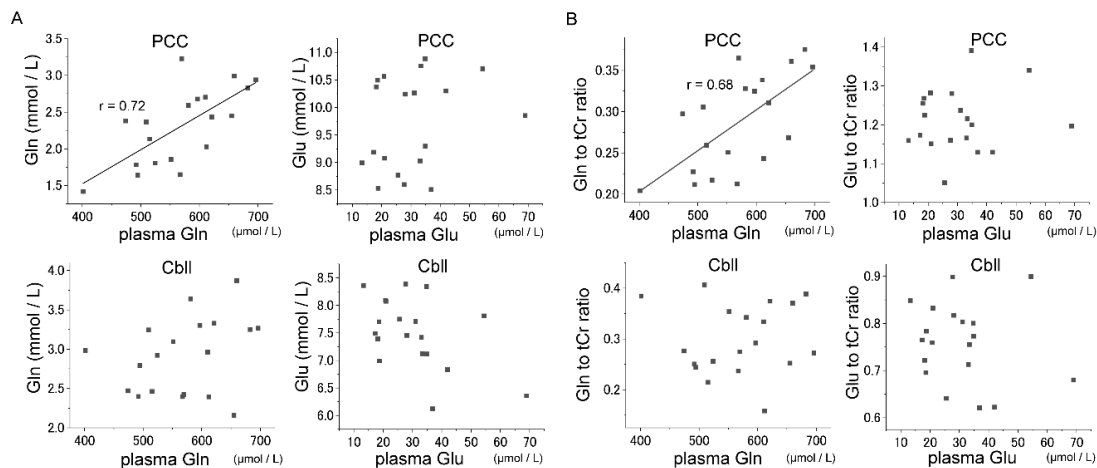 A
PCC
Gln (mmol / L)
3.5
3.0
2.5
2.0
1.5
1.0
r = 0.72
400 500 600 700
plasma Gln (µmol / L)
PCC
Glu (mmol / L)
11.0
10.5
10.0
9.5
9.0
8.5
10 20 30 40 50 60 70
plasma Glu (µmol / L)
B
PCC
Gln to tCr ratio
0.35
0.30
0.25
0.20
r = 0.68
400 500 600 700
plasma Gln (µmol / L)
PCC
Glu to tCr ratio
1.4
1.3
1.2
1.1
1.0
10 20 30 40 50 60 70
plasma Glu (µmol / L)
Cbll
Gln (mmol / L)
4.0
3.5
3.0
2.5
2.0
400 500 600 700
plasma Gln (µmol / L)
Cbll
Glu (mmol / L)
8.5
8.0
7.5
7.0
6.5
6.0
10 20 30 40 50 60 70
plasma Glu (µmol / L)
Cbll
Gln to tCr ratio
0.4
0.3
0.2
400 500 600 700
plasma Gln (µmol / L)
Cbll
Glu to tCr ratio
0.9
0.8
0.7
0.6
10 20 30 40 50 60 70
plasma Glu (µmol / L)